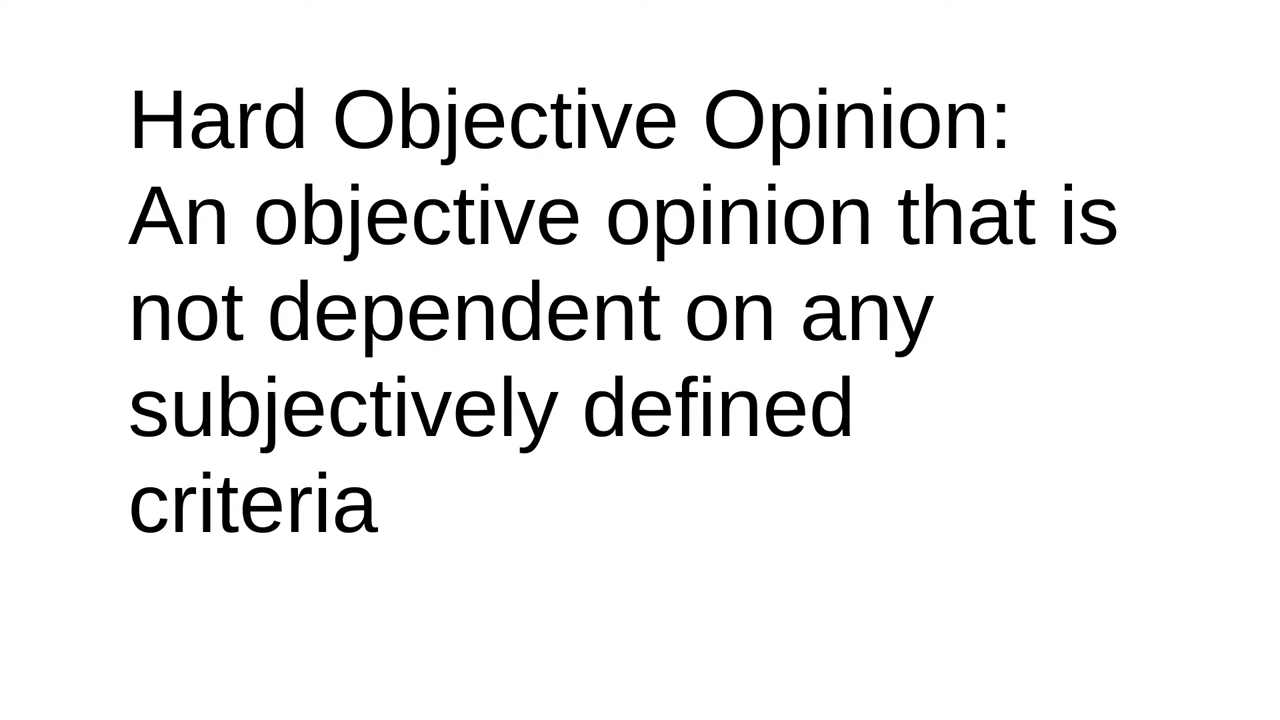 Hard Objective Opinion:
An objective opinion that is
not dependent on any
subjectively defined
criteria